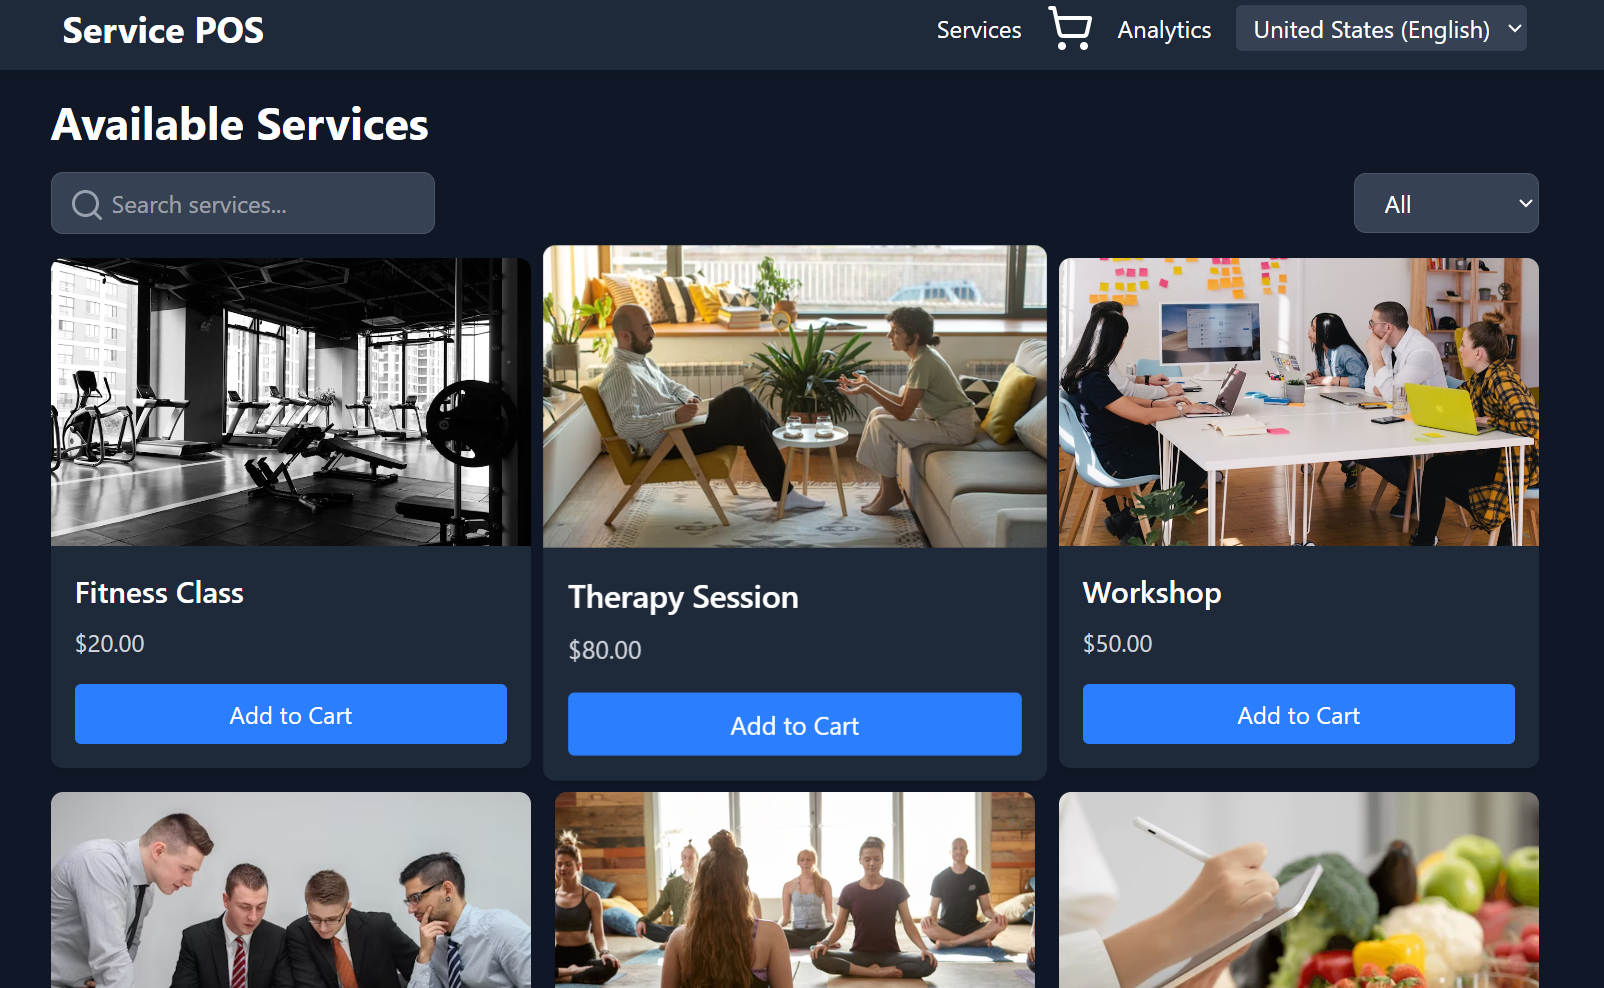 Service POS
Services
Analytics
United States (English)
Available Services
Search services...
All
Fitness Class
$20.00
Add to Cart
Therapy Session
$80.00
Add to Cart
Workshop
$50.00
Add to Cart